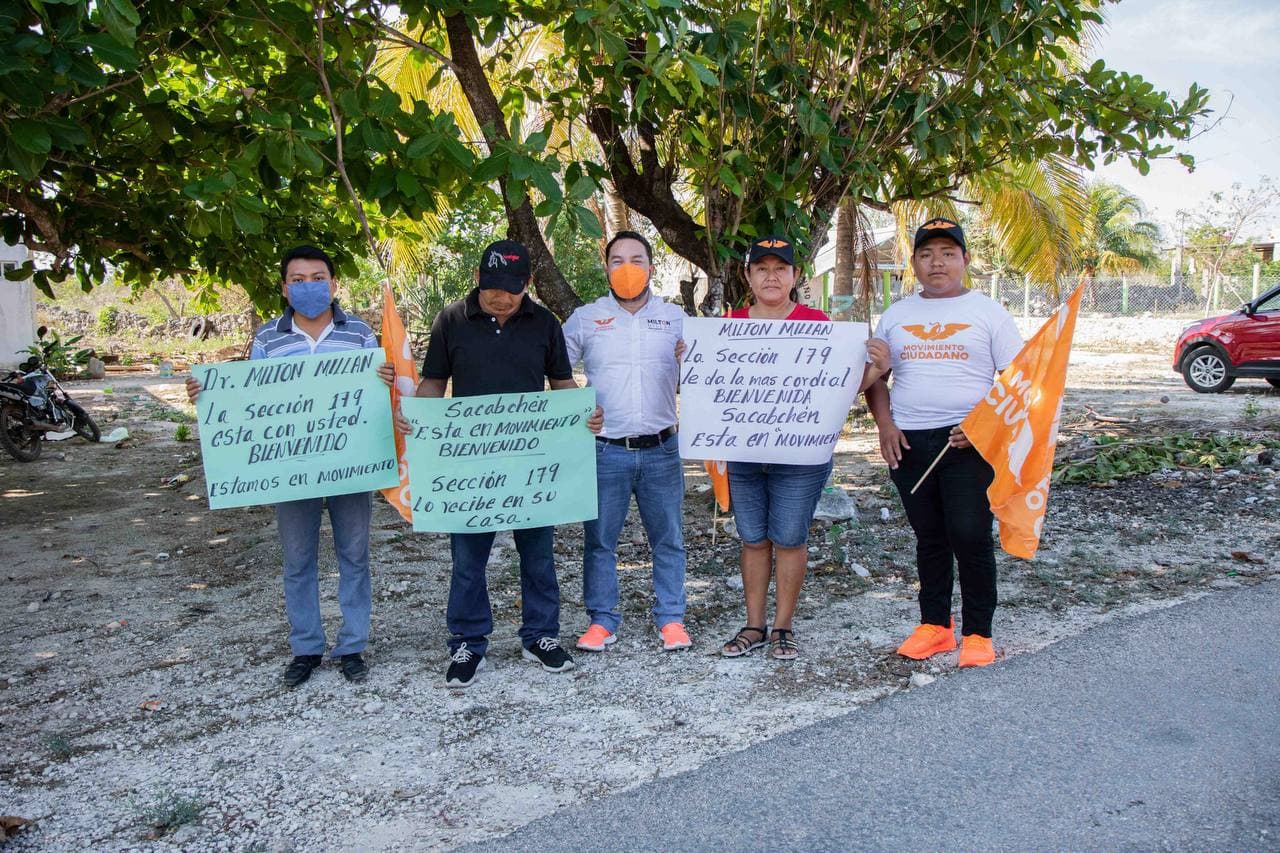 Dr. MILTON MILLAN
La Sección 179
esta con usted.
BIENVENIDO
Estamos en MOVIMIENTO
SACABCHÉN
"Esta en MOVIMIENTO"
BIENVENIDO
Sección 179
Lo recibe en su
casa.
MILTON
MILTON MILLAN
La Sección 179
le da la mas cordial
BIENVENIDA
Sacabchén
Esta en "MOVIMIENTO
MOVIMIENTO
CIUDADANO